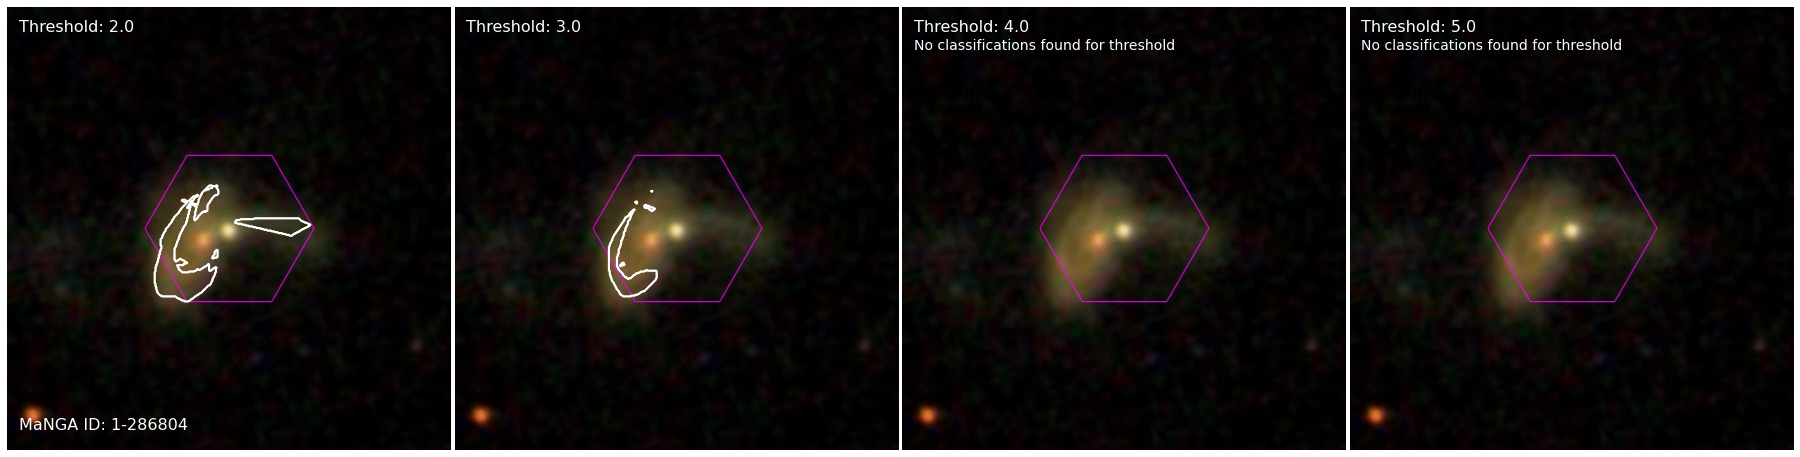 Threshold: 2.0
MaNGA ID: 1-286804
Threshold: 3.0
Threshold: 4.0
No classifications found for threshold
Threshold: 5.0
No classifications found for threshold